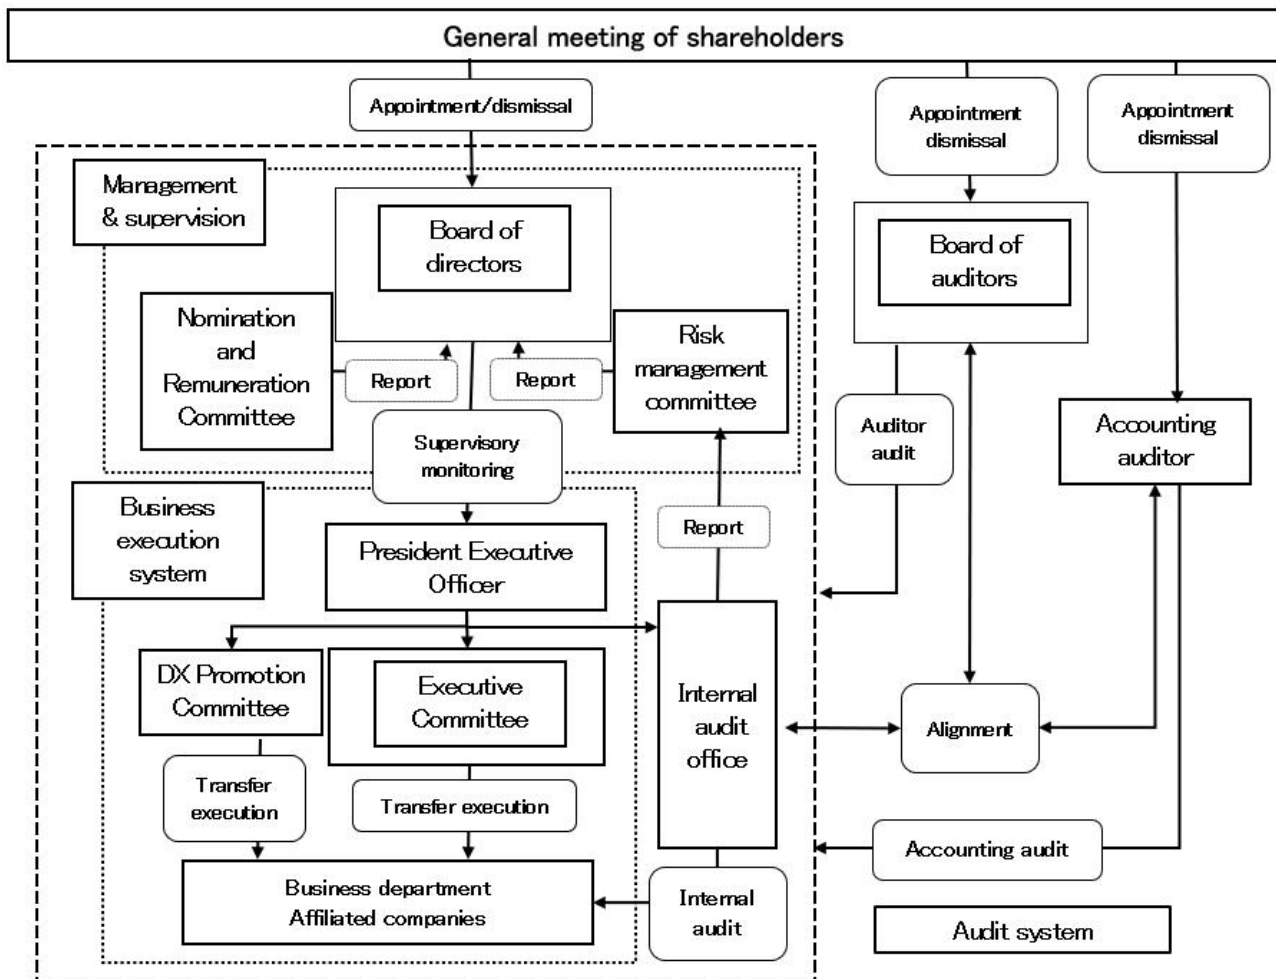 General meeting of shareholders
Appointment/dismissal
Appointment
dismissal
Appointment
dismissal
Management
& supervision
Board of
directors
Board of
auditors
Nomination
and
Remuneration
Committee
Report
Report
Risk
management
committee
Auditor
audit
Accounting
auditor
Supervisory
monitoring
Business
execution
system
Report
President Executive
Officer
DX Promotion
Committee
Executive
Committee
Internal
audit
office
Alignment
Transfer
execution
Transfer execution
Accounting audit
Business department
Affiliated companies
Internal
audit
Audit system